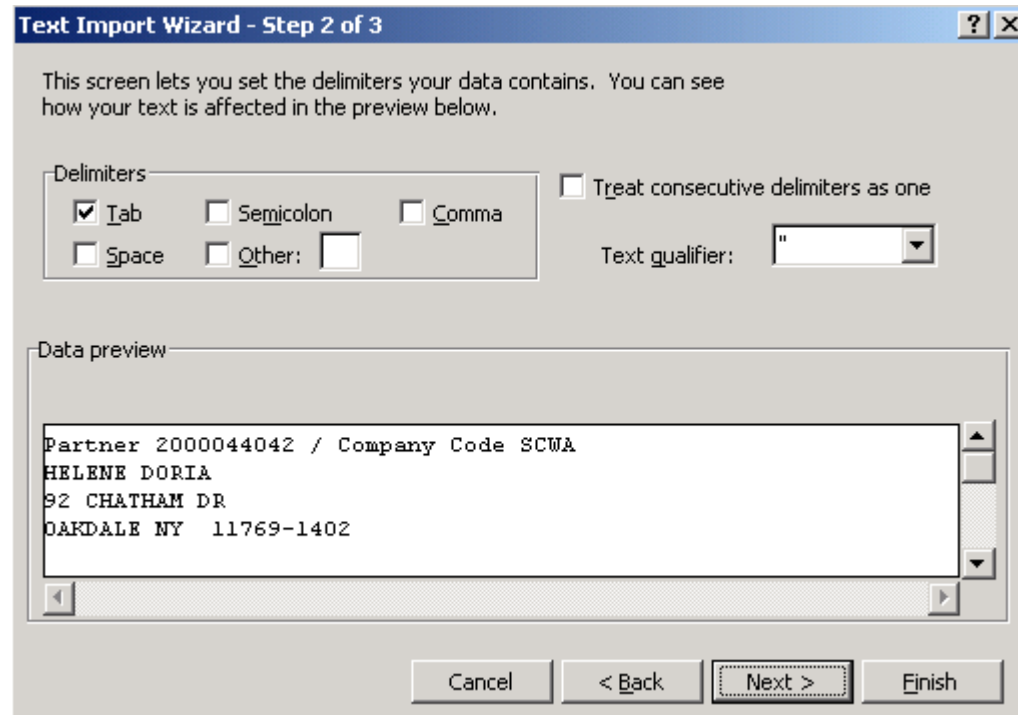 Text Import Wizard - Step 2 of 3
This screen lets you set the delimiters your data contains.  You can see
how your text is affected in the preview below.
Delimiters
Tab
Semicolon
Comma
Space
Other:
Treat consecutive delimiters as one
Text qualifier:
"
Data preview
Partner 2000044042 / Company Code SCWA
HELENE DORIA
92 CHATHAM DR
OAKDALE NY  11769-1402
Cancel
< Back
Next >
Finish